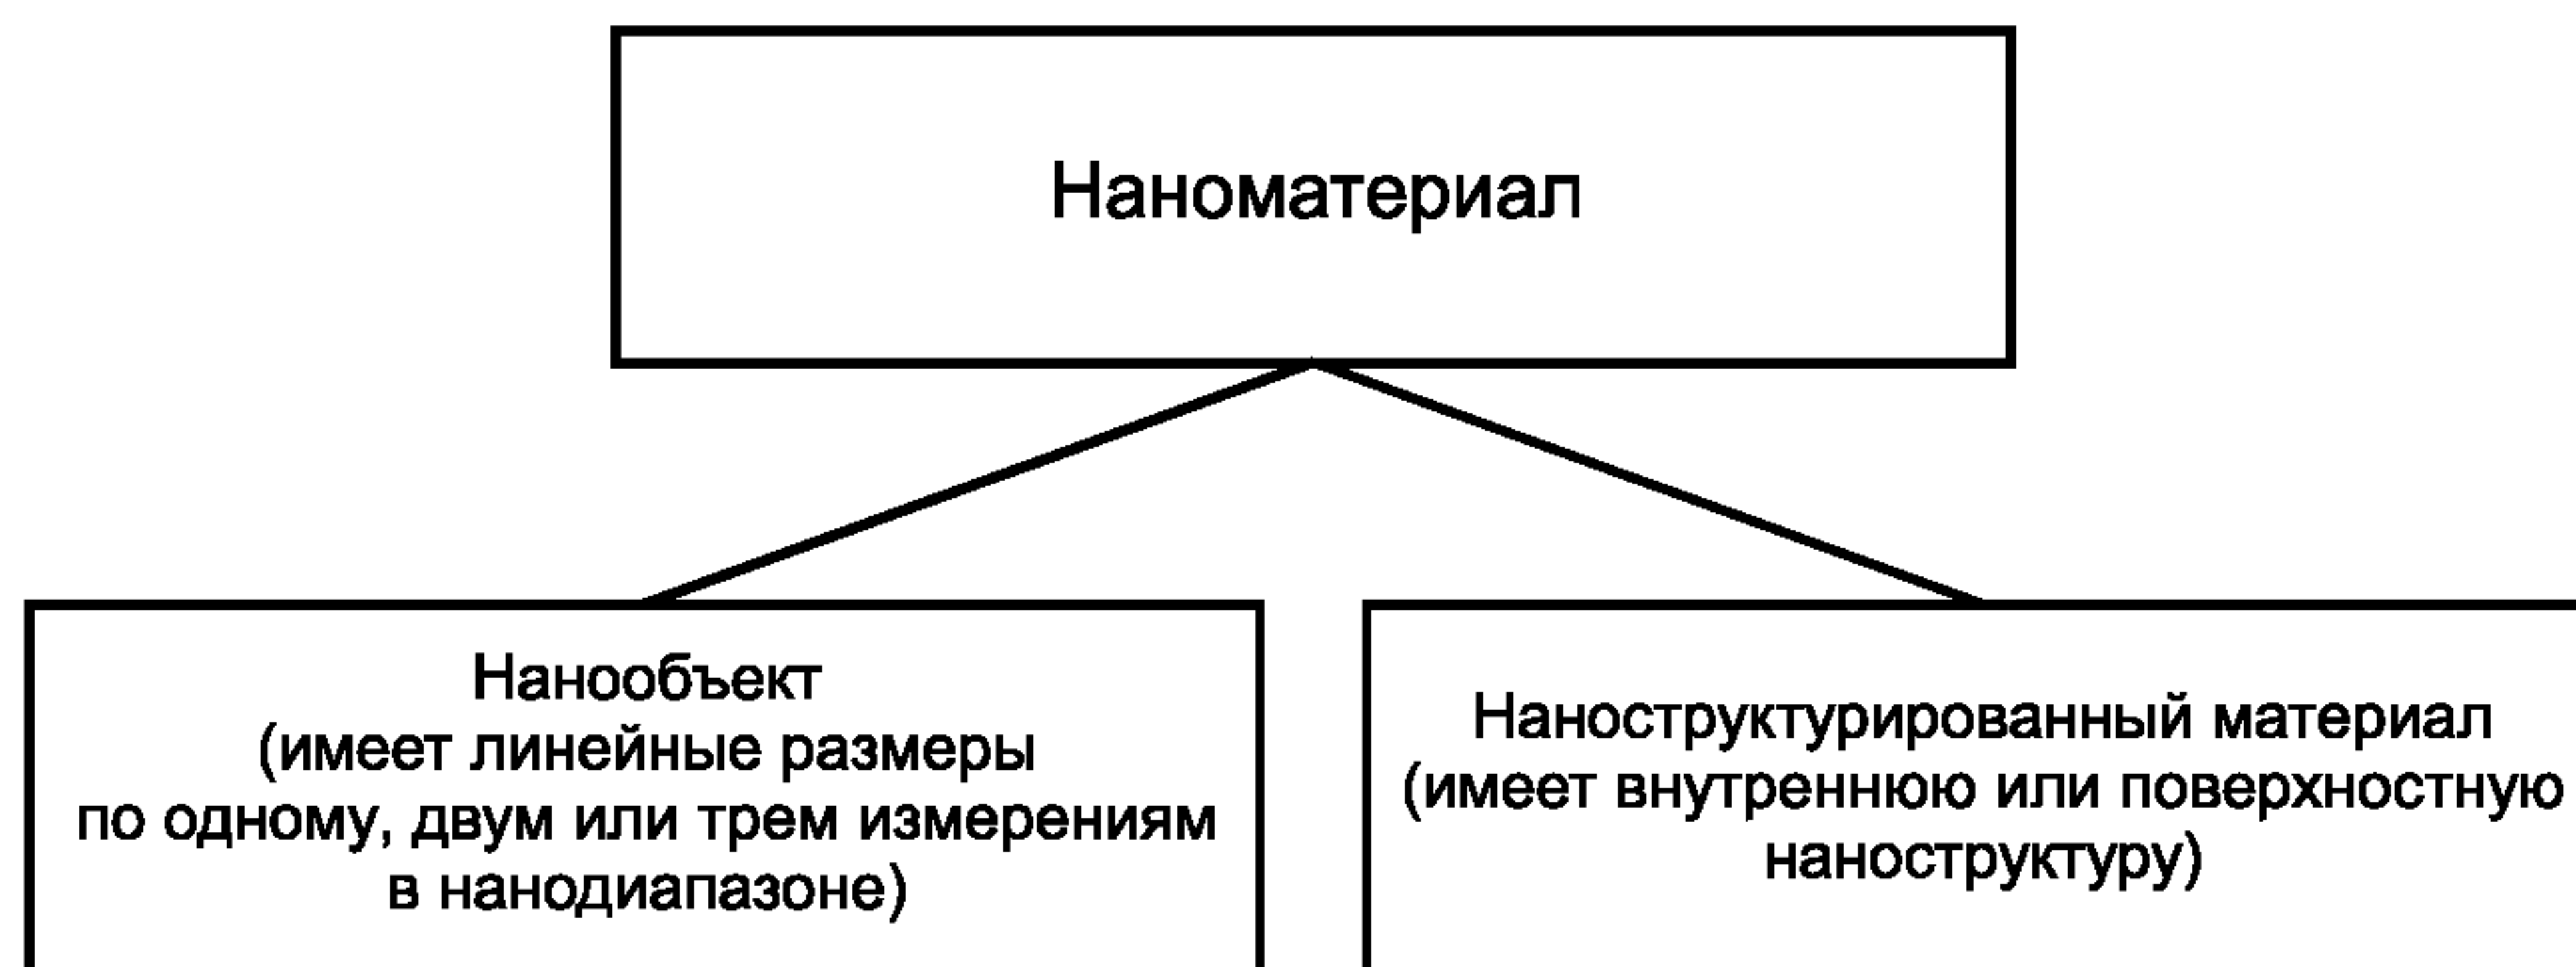 Наноматериал
Нанообъект
(имеет линейные размеры
по одному, двум или трем измерениям
в нанодиапазоне)
Наноструктурированный материал
(имеет внутреннюю или поверхностную
наноструктуру)